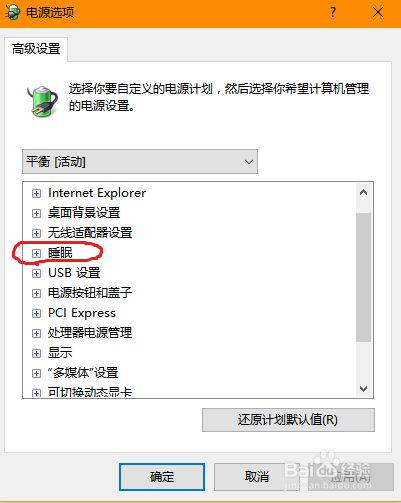 电源选项
高级设置
选择你要自定义的电源计划，然后选择你希望计算机管理
的电源设置。
平衡 [活动]
Internet Explorer
桌面背景设置
无线适配器设置
睡眠
USB 设置
电源按钮和盖子
PCI Express
处理器电源管理
显示
“多媒体”设置
可切换动态显卡
还原计划默认值(R)
确定
取消
应用(A)
Baidu 经验